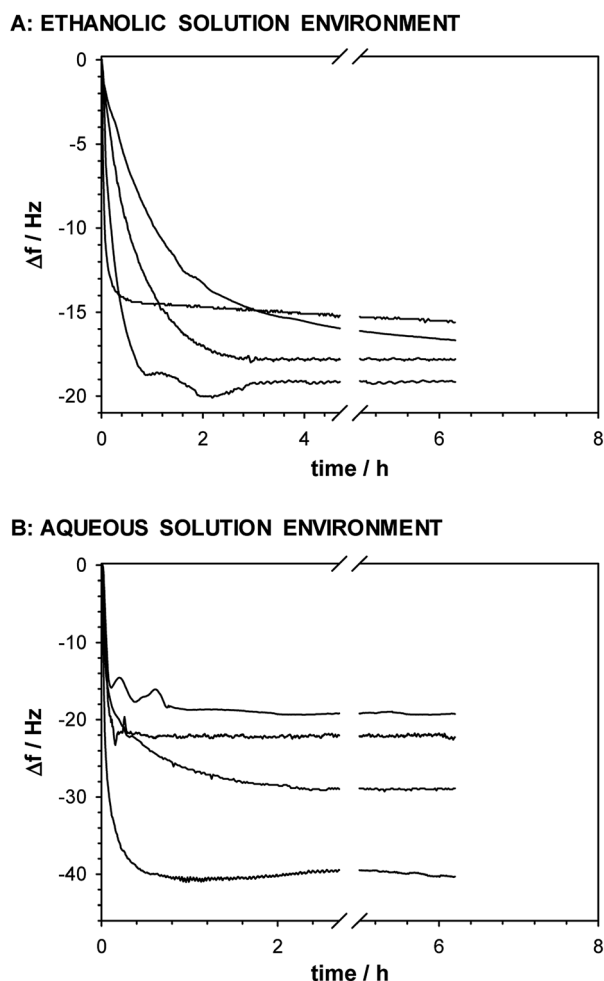 A: ETHANOLIC SOLUTION ENVIRONMENT
0
-5
-10
-15
-20
Δf / Hz
0 2 4 6 8
time / h
B: AQUEOUS SOLUTION ENVIRONMENT
0
-10
-20
-30
-40
Δf / Hz
0 2 6 8
time / h